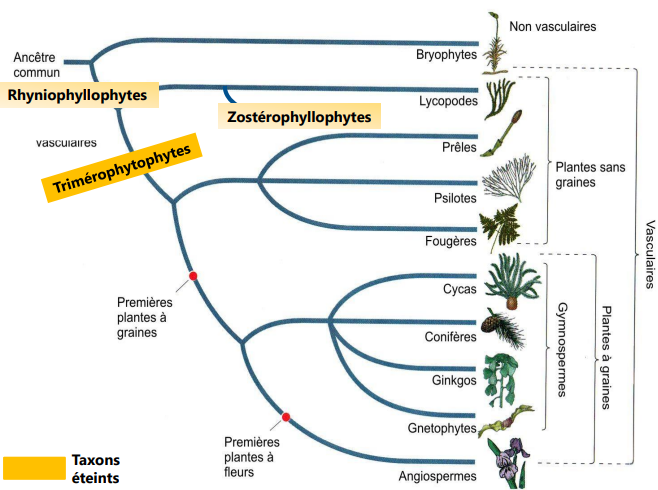 Non vasculaires
Bryophytes
Ancêtre
commun
Rhyniophyllophytes
Lycopodes
Zostérophyllophytes
vasculaires
Trimérophytophytes
Prêles
Plantes sans
graines
Psilotes
Fougères
Vasculaires
Cycas
Premières
plantes à
graines
Conifères
Gymnospermes
Plantes à graines
Ginkgos
Gnetophytes
Premières
plantes à
fleurs
Angiospermes
Taxons
éteints